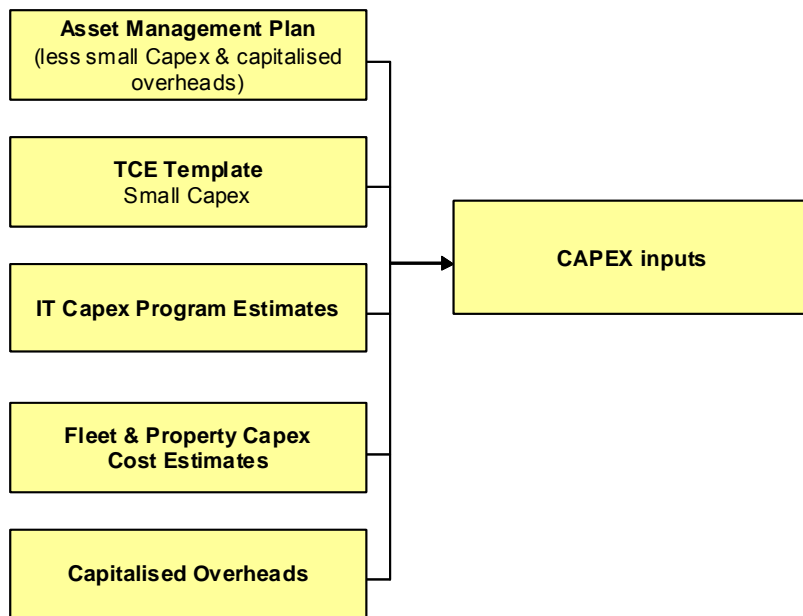 Asset Management Plan
(less small Capex & capitalised
overheads)
TCE Template
Small Capex
IT Capex Program Estimates
Fleet & Property Capex
Cost Estimates
Capitalised Overheads
CAPEX inputs